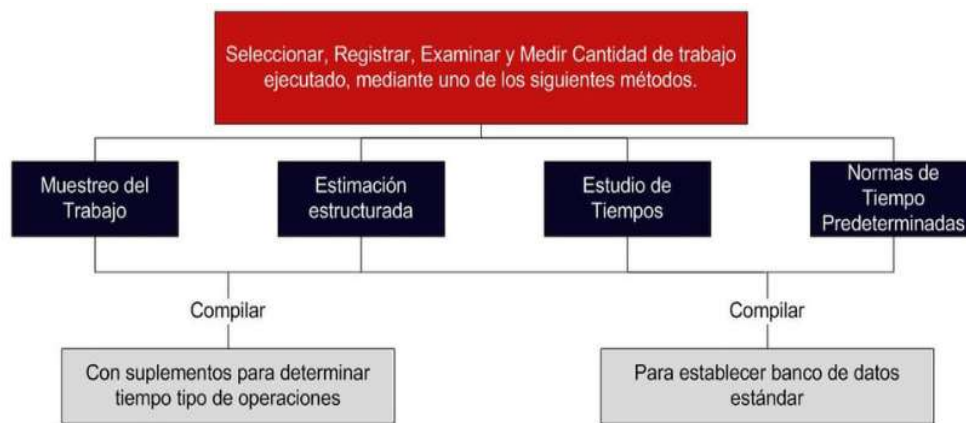 Seleccionar, Registrar, Examinar y Medir Cantidad de trabajo
ejecutado, mediante uno de los siguientes métodos.
Muestreo del
Trabajo
Estimación
estructurada
Estudio de
Tiempos
Normas de
Tiempo
Predeterminadas
Compilar
Compilar
Con suplementos para determinar
tiempo tipo de operaciones
Para establecer banco de datos
estándar